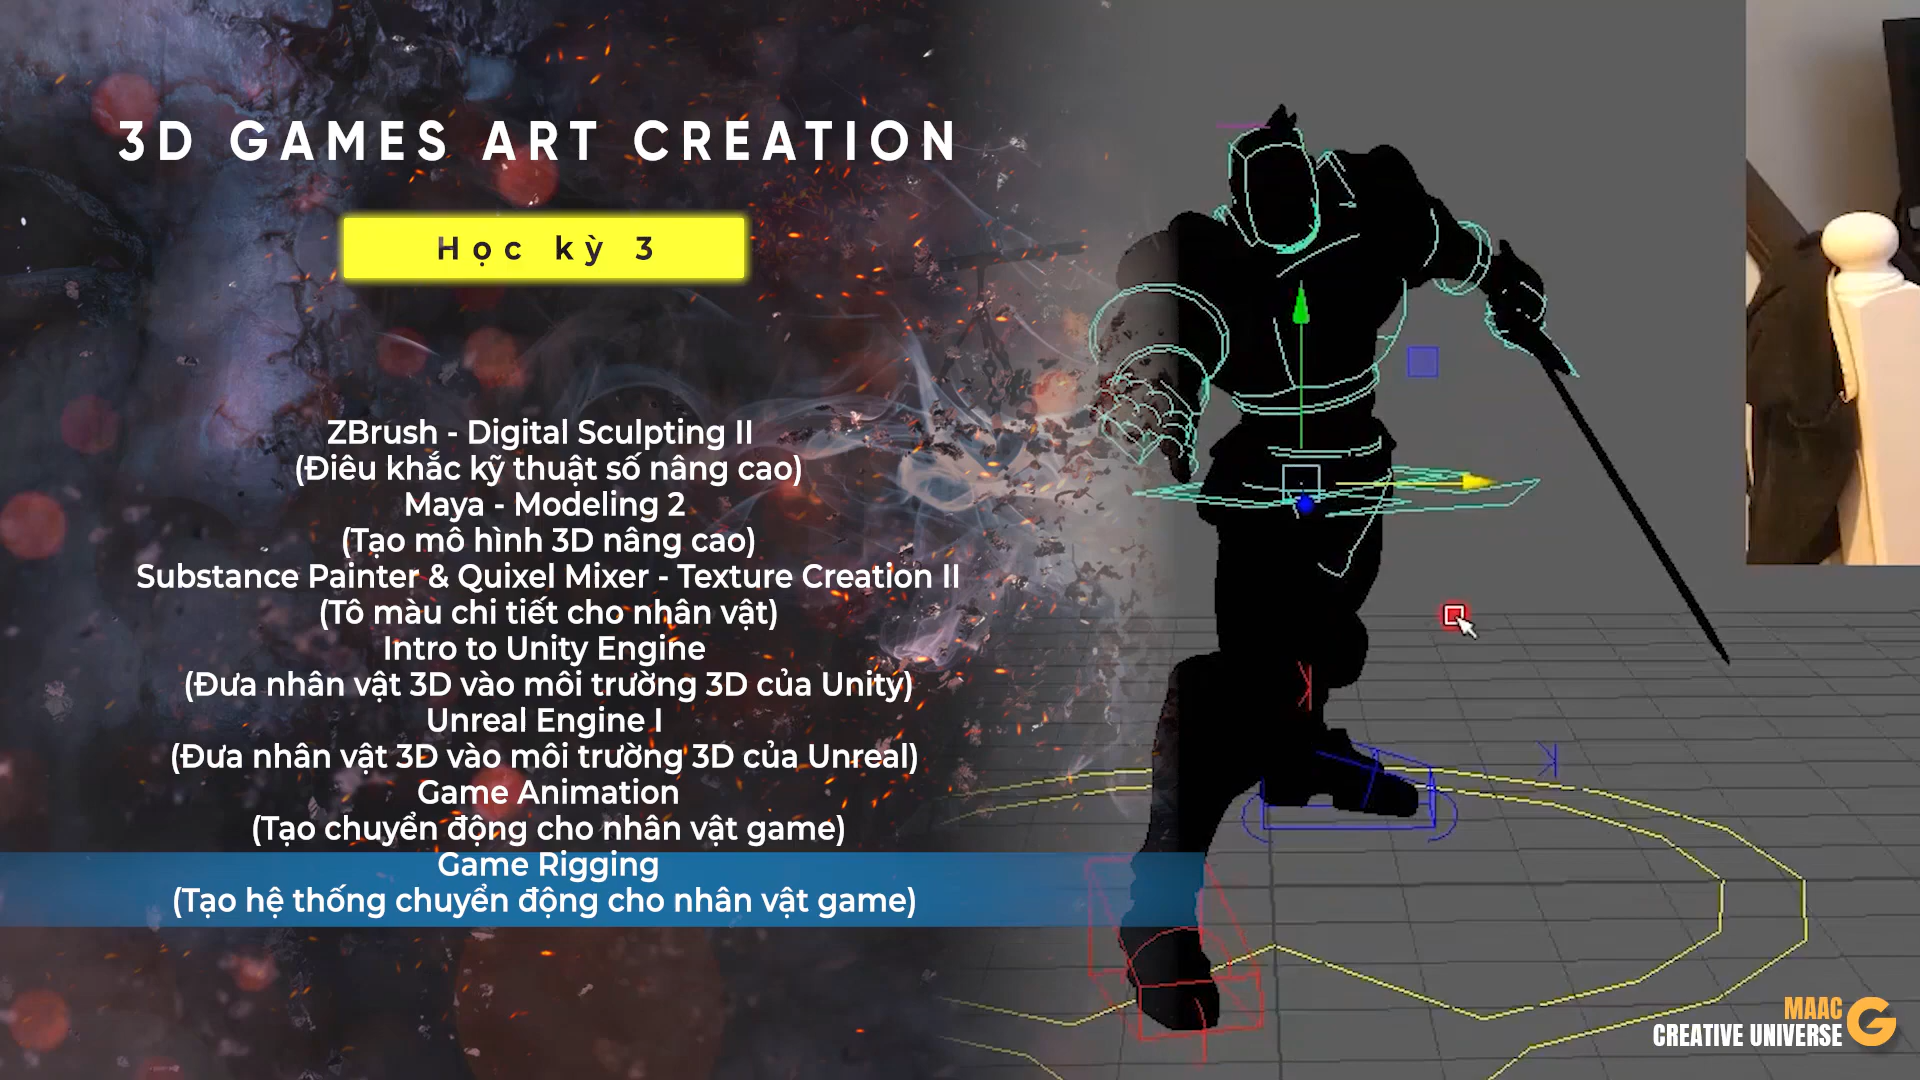 3D GAMES ART CREATION
Học kỳ 3
ZBrush - Digital Sculpting II
(Điêu khắc kỹ thuật số nâng cao)
Maya - Modeling 2
(Tạo mô hình 3D nâng cao)
Substance Painter & Quixel Mixer - Texture Creation II
(Tô màu chi tiết cho nhân vật)
Intro to Unity Engine
(Đưa nhân vật 3D vào môi trường 3D của Unity)
Unreal Engine I
(Đưa nhân vật 3D vào môi trường 3D của Unreal)
Game Animation
(Tạo chuyển động cho nhân vật game)
Game Rigging
(Tạo hệ thống chuyển động cho nhân vật game)
MAAC
CREATIVE UNIVERSE